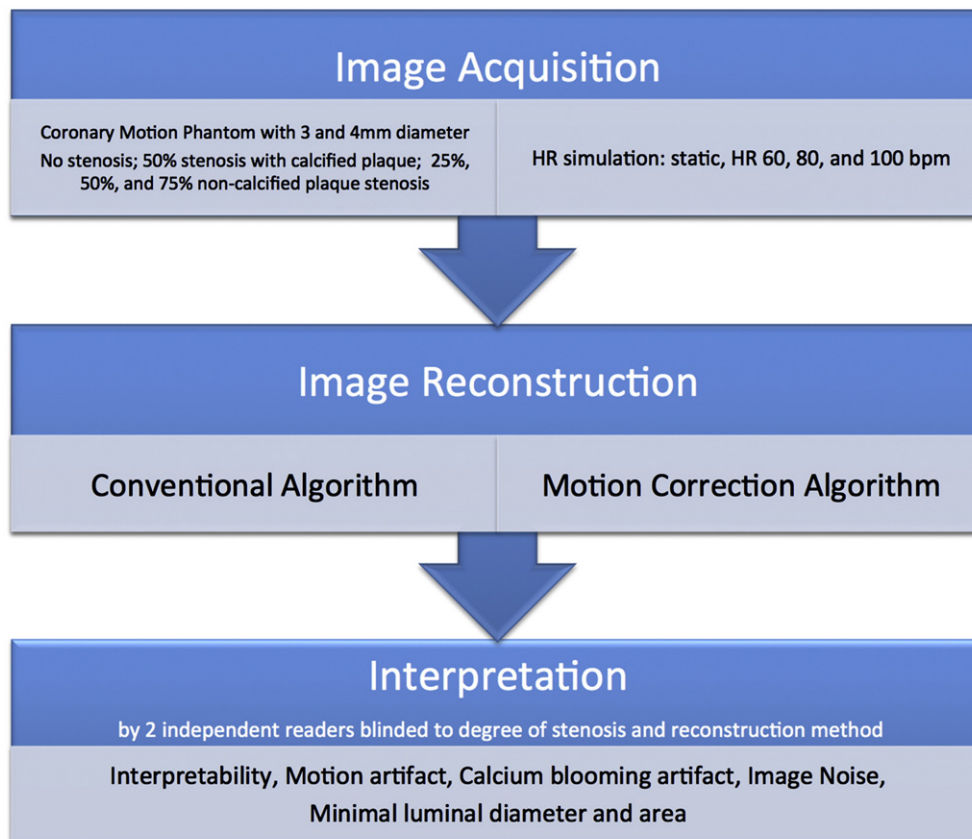 Image Acquisition
Coronary Motion Phantom with 3 and 4mm diameter
No stenosis; 50% stenosis with calcified plaque; 25%,
50%, and 75% non-calcified plaque stenosis
HR simulation: static, HR 60, 80, and 100 bpm
Image Reconstruction
Conventional Algorithm
Motion Correction Algorithm
Interpretation
by 2 independent readers blinded to degree of stenosis and reconstruction method
Interpretability, Motion artifact, Calcium blooming artifact, Image Noise,
Minimal luminal diameter and area